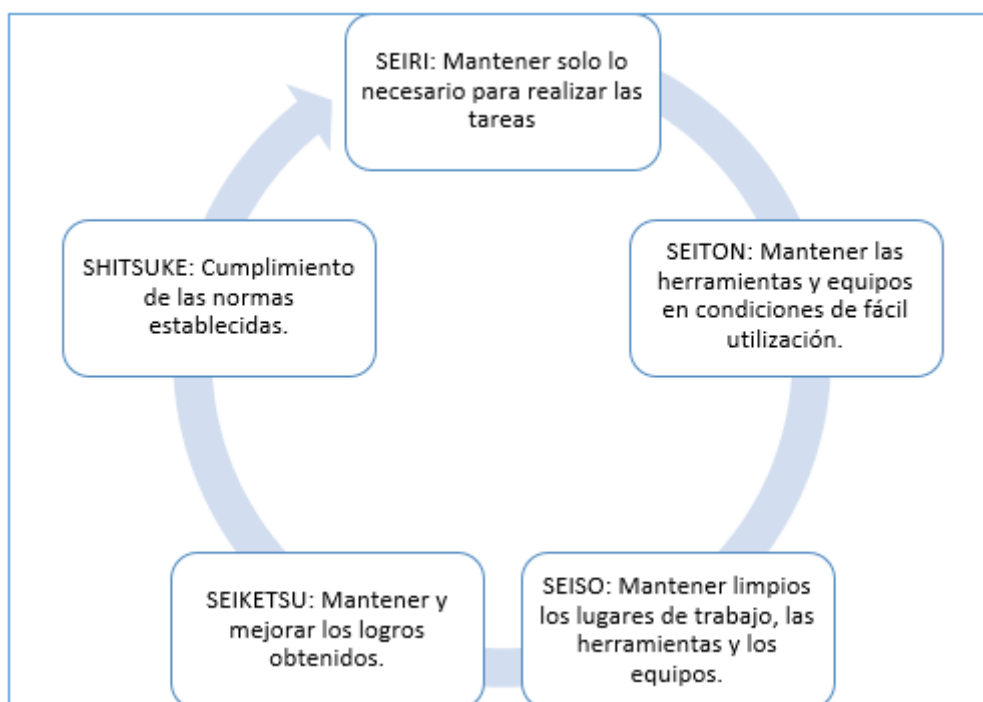 SEIRI: Mantener solo lo
necesario para realizar las
tareas
SEITON: Mantener las
herramientas y equipos
en condiciones de fácil
utilización.
SEISO: Mantener limpios
los lugares de trabajo, las
herramientas y los
equipos.
SEIKETSU: Mantener y
mejorar los logros
obtenidos.
SHITSUKE: Cumplimiento
de las normas
establecidas.